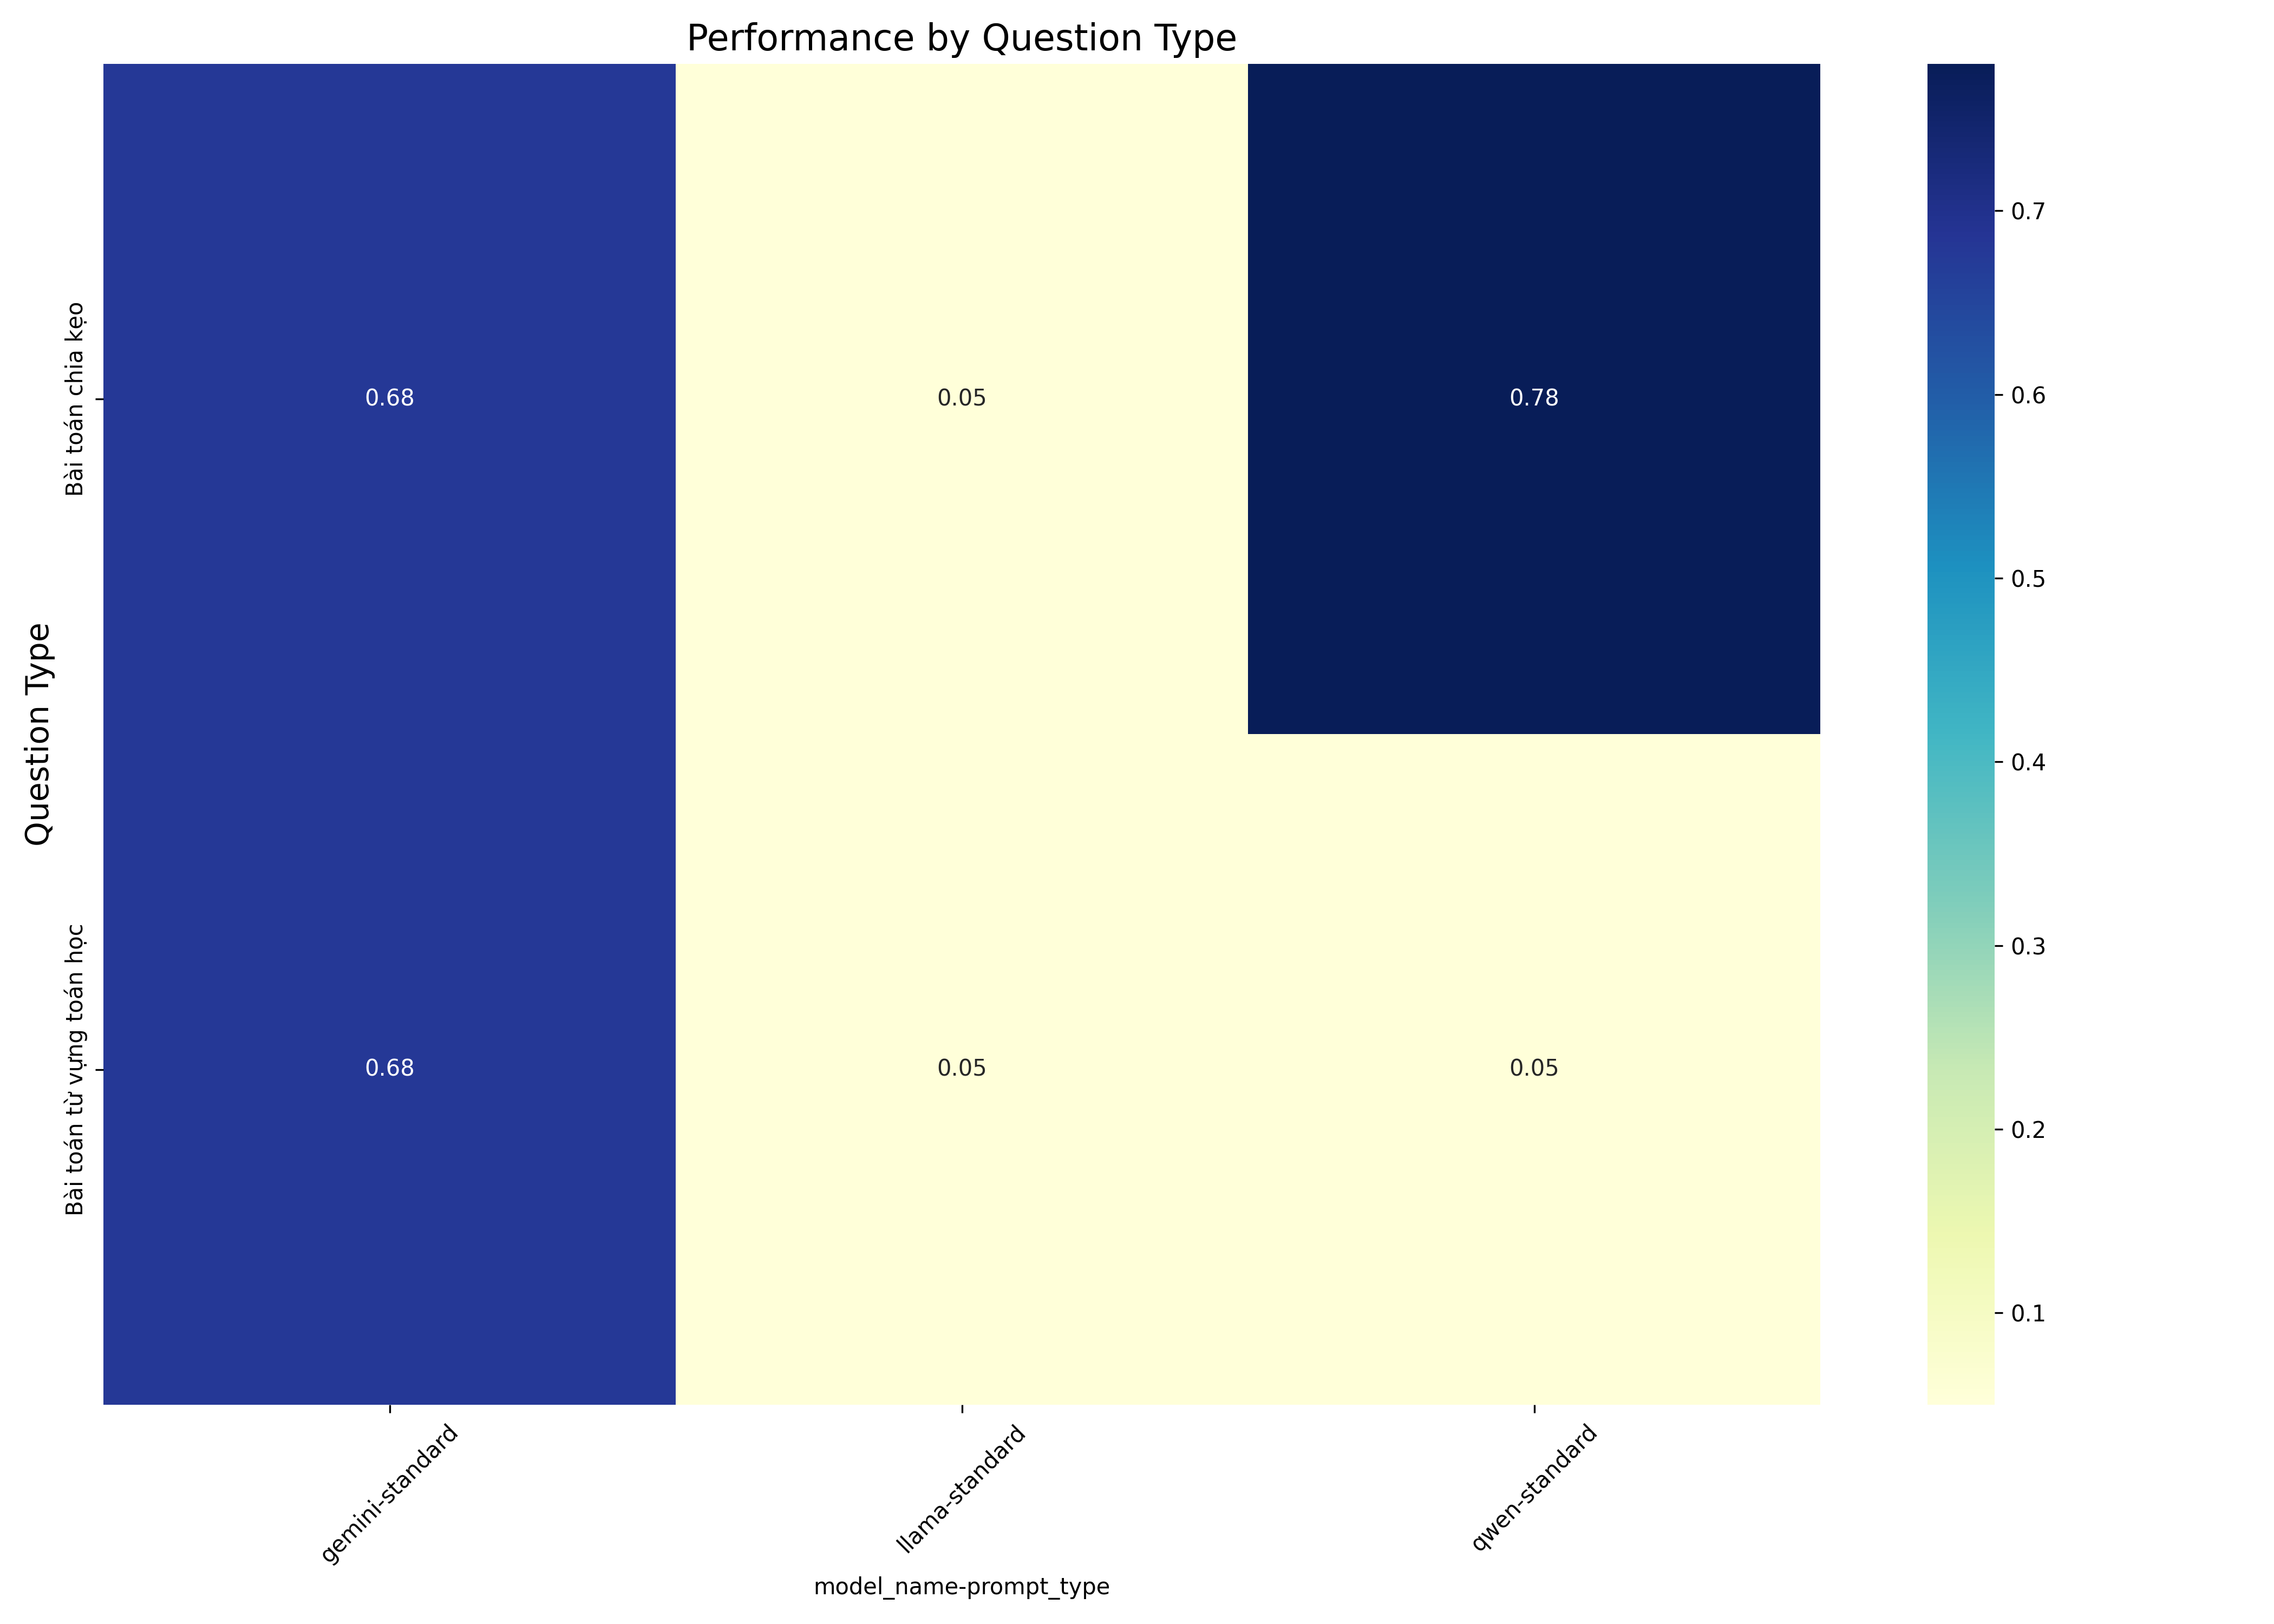 Performance by Question Type
Question Type
Bài toán chia kẹo
Bài toán từ vựng toán học
0.68
0.05
0.78
0.68
0.05
0.05
gemini-standard
llama-standard
qwen-standard
model_name-prompt_type
0.7
0.6
0.5
0.4
0.3
0.2
0.1